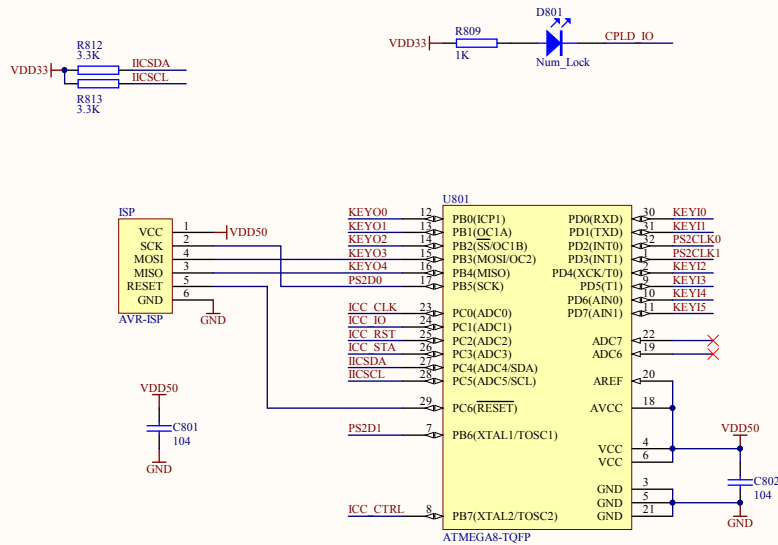 D801
R809
VDD33
1K
Num_Lock
CPLD_IO
R812
3.3K
VDD33
IICSDA
IICSCL
R813
3.3K
ISP
VCC 1 VDD50
SCK 2
MOSI 4
MISO 3
RESET 5
GND 6
GND
AVR-ISP
U801
KEYO0 12 PB0(ICP1)
KEYO1 13 PB1(OC1A)
KEYO2 14 PB2(SS/OC1B)
KEYO3 15 PB3(MOSI/OC2)
KEYO4 16 PB4(MISO)
PS2D0 17 PB5(SCK)
ICC_CLK 23 PC0(ADC0)
ICC_IO 24 PC1(ADC1)
ICC_RST 25 PC2(ADC2)
ICC_STA 26 PC3(ADC3)
IICSDA 27 PC4(ADC4/SDA)
IICSCL 28 PC5(ADC5/SCL)
29 PC6(RESET)
PS2D1 7 PB6(XTAL1/TOSC1)
ICC_CTRL 8 PB7(XTAL2/TOSC2)
PD0(RXD) 30 KEYI0
PD1(TXD) 31 KEYI1
PD2(INT0) 32 PS2CLK0
PD3(INT1) 1 PS2CLK1
PD4(XCK/T0) 2 KEYI2
PD5(T1) 9 KEYI3
PD6(AIN0) 10 KEYI4
PD7(AIN1) 11 KEYI5
ADC7 22
ADC6 19
AREF 20
AVCC 18
VCC 4
VCC 6
GND 3
GND 5
GND 21
ATMEGA8-TQFP
VDD50
C801
104
GND
VDD50
C802
104
GND